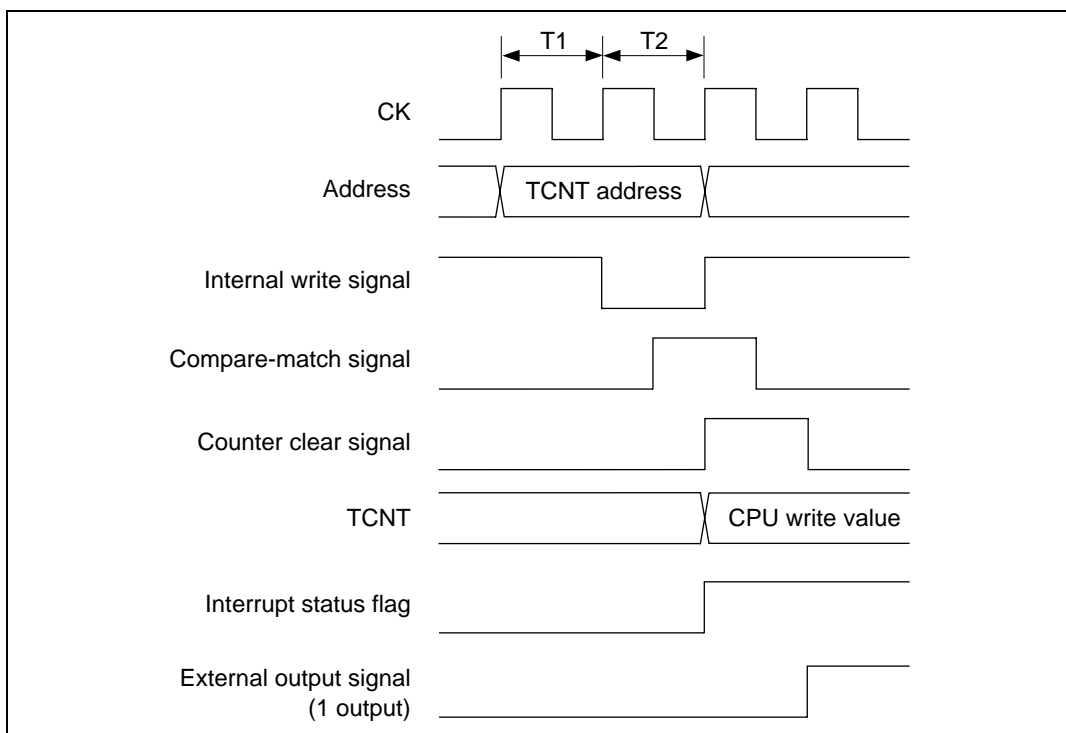 T1 T2
CK
Address TCNT address
Internal write signal
Compare-match signal
Counter clear signal
TCNT CPU write value
Interrupt status flag
External output signal
(1 output)